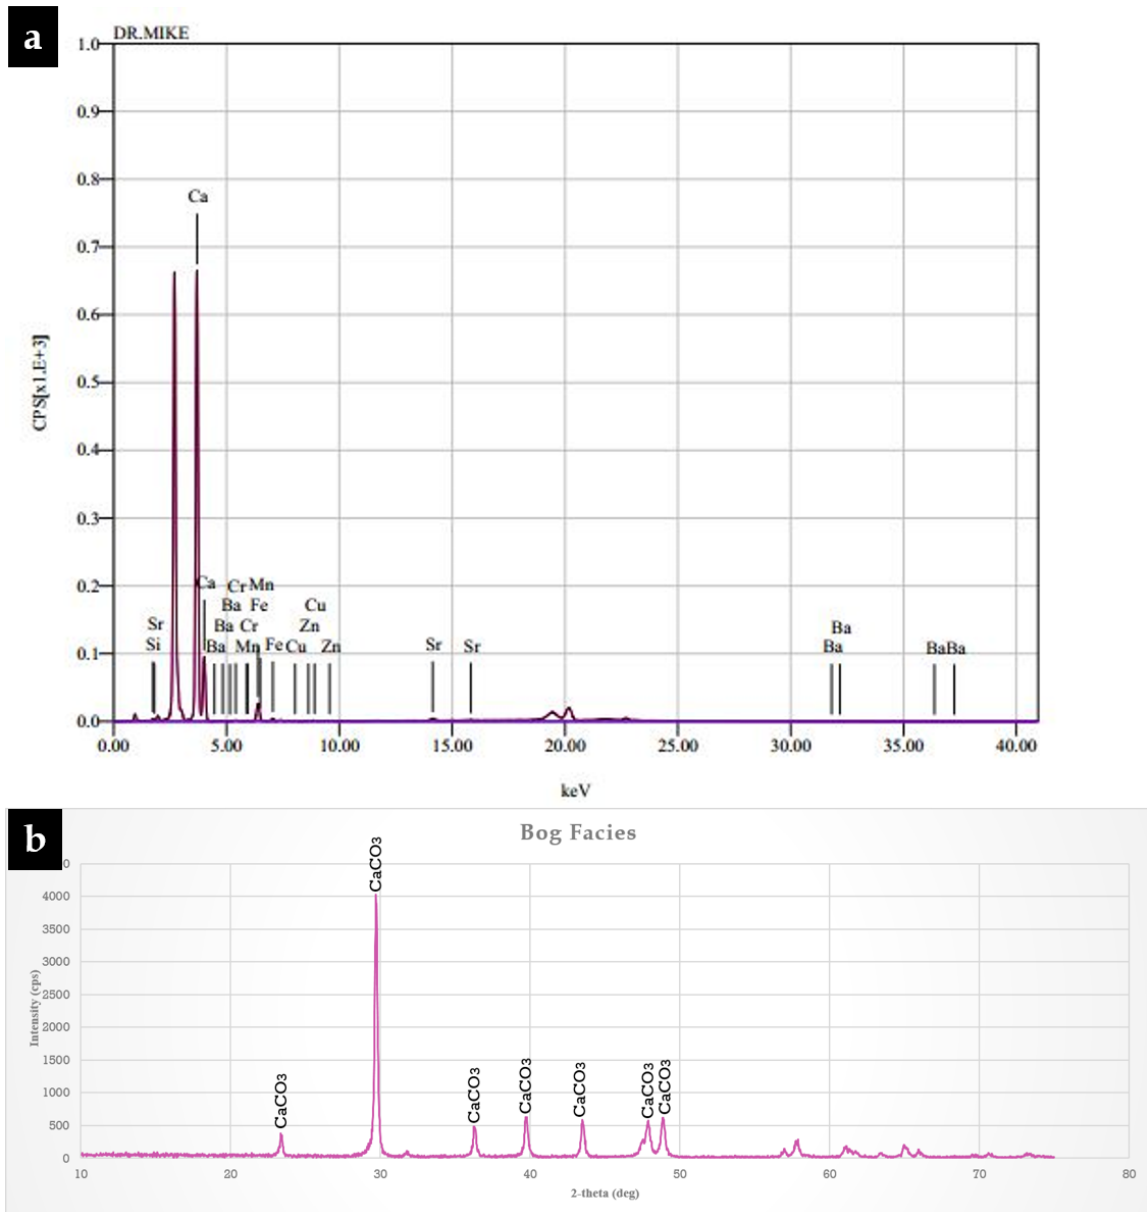 a
DR.MIKE
1.0
0.9
0.8
0.7
0.6
0.5
0.4
0.3
0.2
0.1
0.0
CPS[x1.E+3]
Ca
Ca Cr Mn
Sr Ba Fe Cu
Si Ba Cr Zn
Ba Mn Fe Cu Zn Sr Sr
Ba
Ba
Ba Ba
0.00 5.00 10.00 15.00 20.00 25.00 30.00 35.00 40.00
keV
b
Bog Facies
0
4000
3500
3000
2500
2000
1500
1000
500
0
Intensity (cps)
CaCO3
CaCO3
CaCO3
CaCO3
CaCO3
CaCO3
CaCO3
10 20 30 40 50 60 70 80
2-theta (deg)